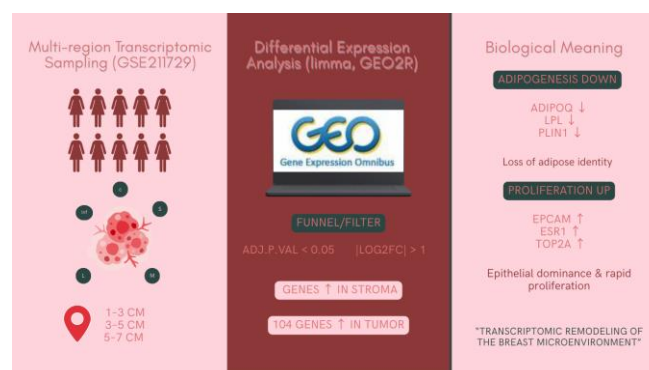 Multi-region Transcriptomic
Sampling (GSE211729)
S
L
M
1-3 CM
3-5 CM
5-7 CM
Differential Expression
Analysis (limma, GEO2R)
GEO
Gene Expression Omnibus
FUNNEL/FILTER
ADJ.P.VAL < 0.05 |LOG2FC| > 1
GENES ↑ IN STROMA
104 GENES ↑ IN TUMOR
Biological Meaning
ADIPOGENESIS DOWN
ADIPOQ ↓
LPL ↓
PLIN1 ↓
Loss of adipose identity
PROLIFERATION UP
EPCAM ↑
ESR1 ↑
TOP2A ↑
Epithelial dominance & rapid
proliferation
"TRANSCRIPTOMIC REMODELING OF
THE BREAST MICROENVIRONMENT"